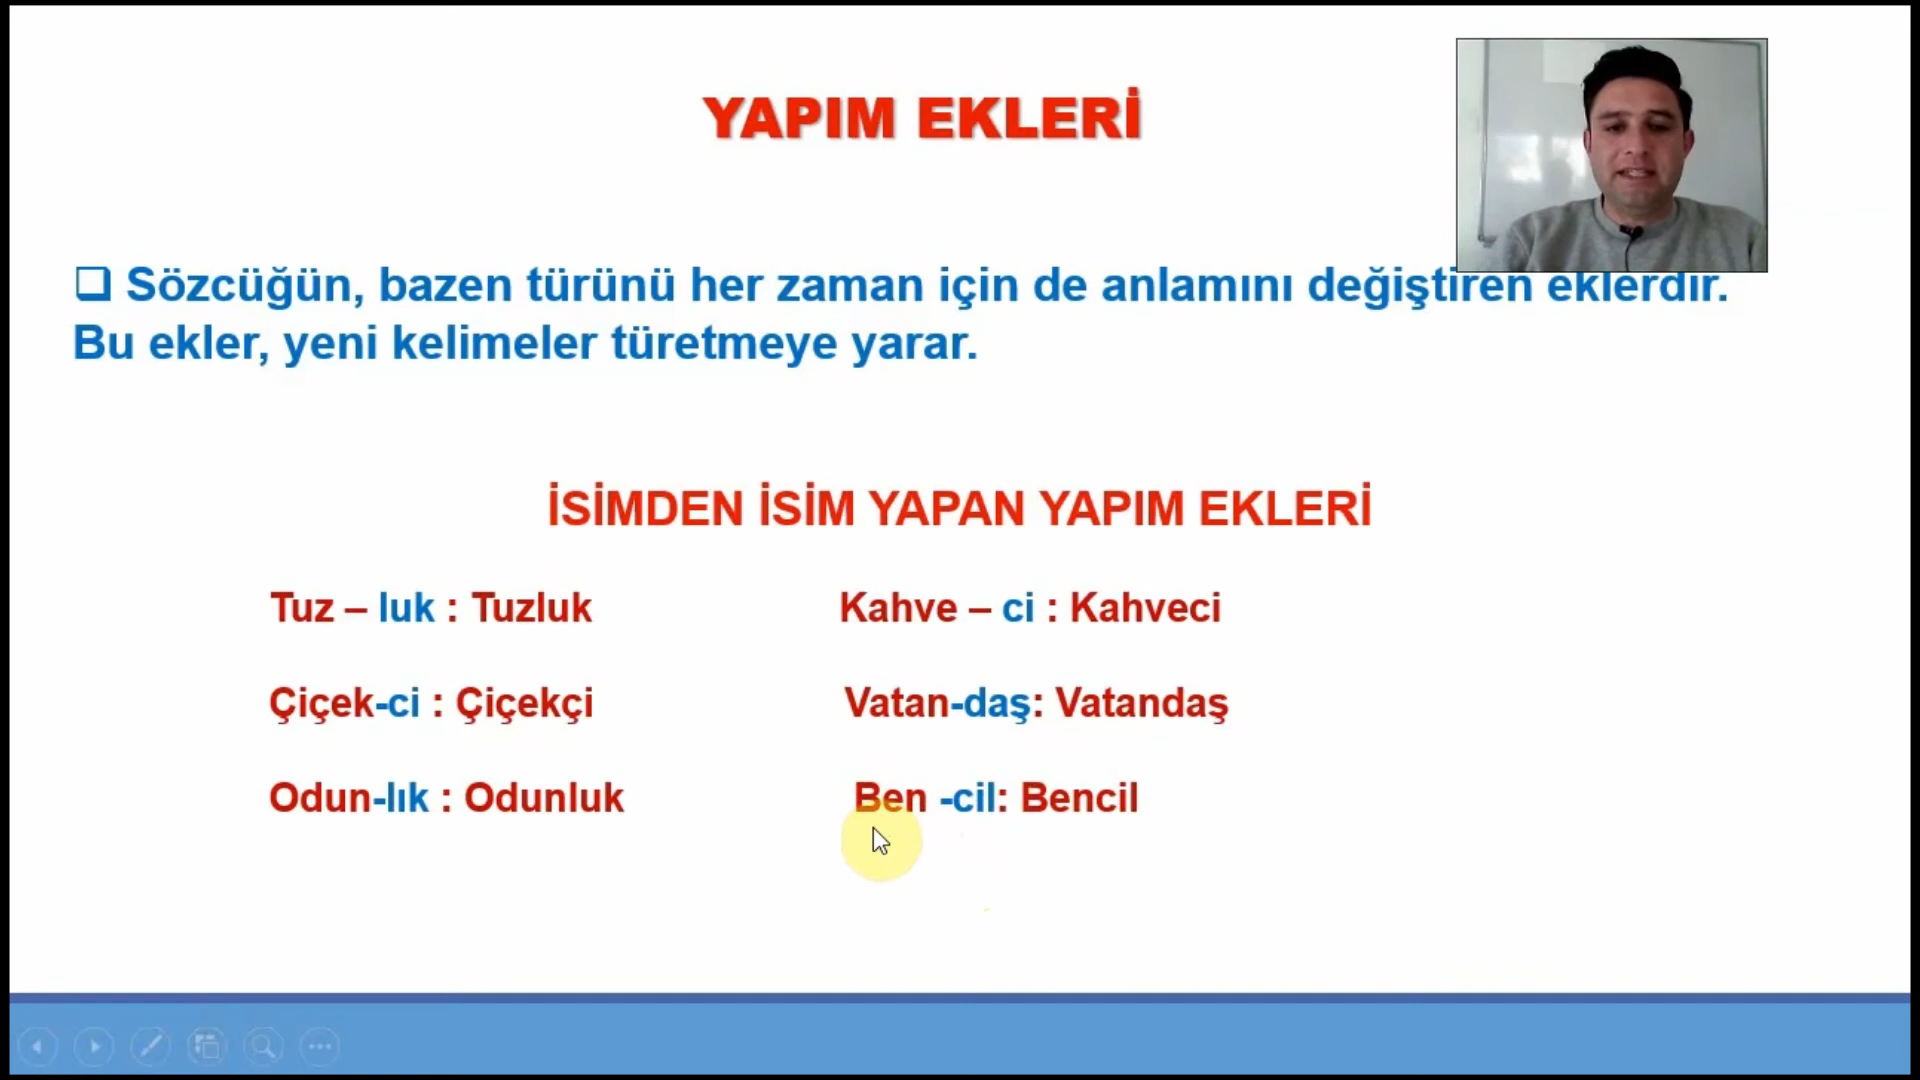 YAPIM EKLERİ
❑ Sözcüğün, bazen türünü her zaman için de anlamını değiştiren eklerdir.
Bu ekler, yeni kelimeler türetmeye yarar.
İSİMDEN İSİM YAPAN YAPIM EKLERİ
Tuz – luk : Tuzluk
Kahve – ci : Kahveci
Çiçek-ci : Çiçekçi
Vatan-daş: Vatandaş
Odun-lık : Odunluk
Ben -cil: Bencil